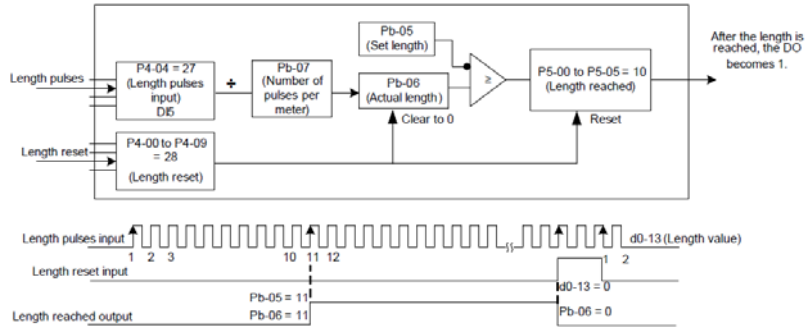 Length pulses
P4-04 = 27
(Length pulses
input)
DI5
÷
Pb-07
(Number of
pulses per
meter)
Pb-05
(Set length)
Pb-06
(Actual length)
≥
P5-00 to P5-05 = 10
(Length reached)
After the length is
reached, the DO
becomes 1.
Clear to 0
Reset
Length reset
P4-00 to P4-09
= 28
(Length reset)
Length pulses input
1 2 3 10 11 12 1 2
d0-13 (Length value)
Length reset input
d0-13 = 0
Pb-05 = 11
Pb-06 = 11
Pb-06 = 0
Length reached output